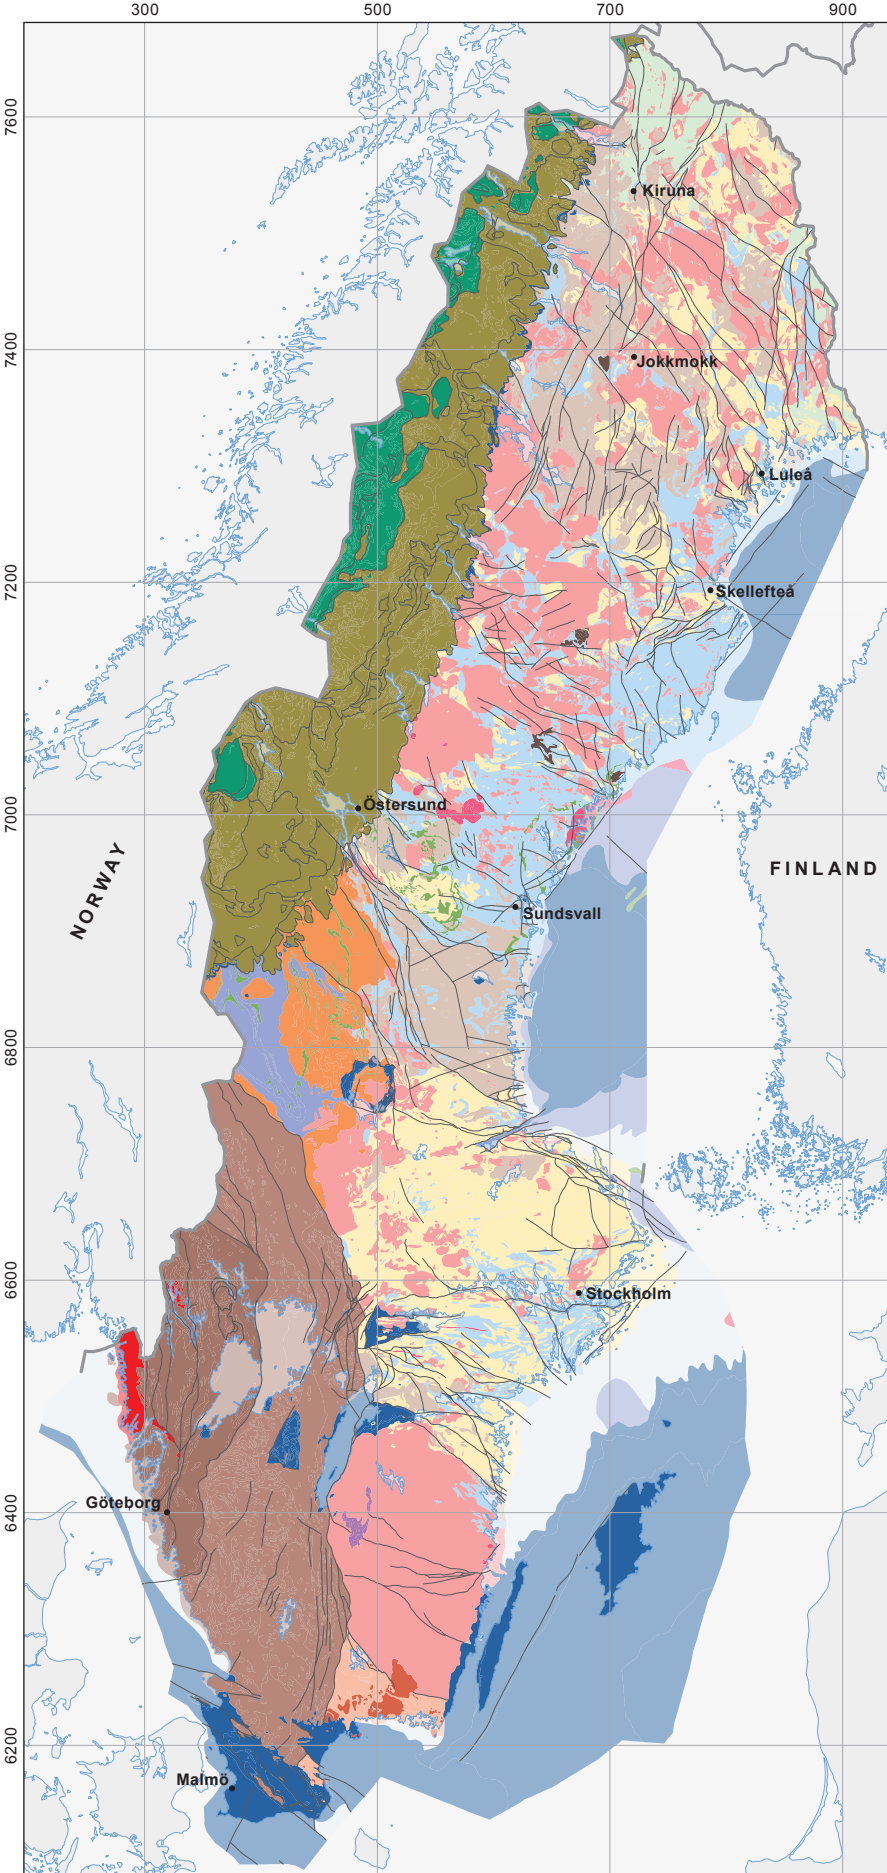 300 500 700 900
7600
Kiruna
7400
Jokkmokk
Luleå
7200
Skellefteå
7000
Östersund
NORWAY
FINLAND
Sundsvall
6800
6600
Stockholm
6400
Göteborg
6200
Malmö